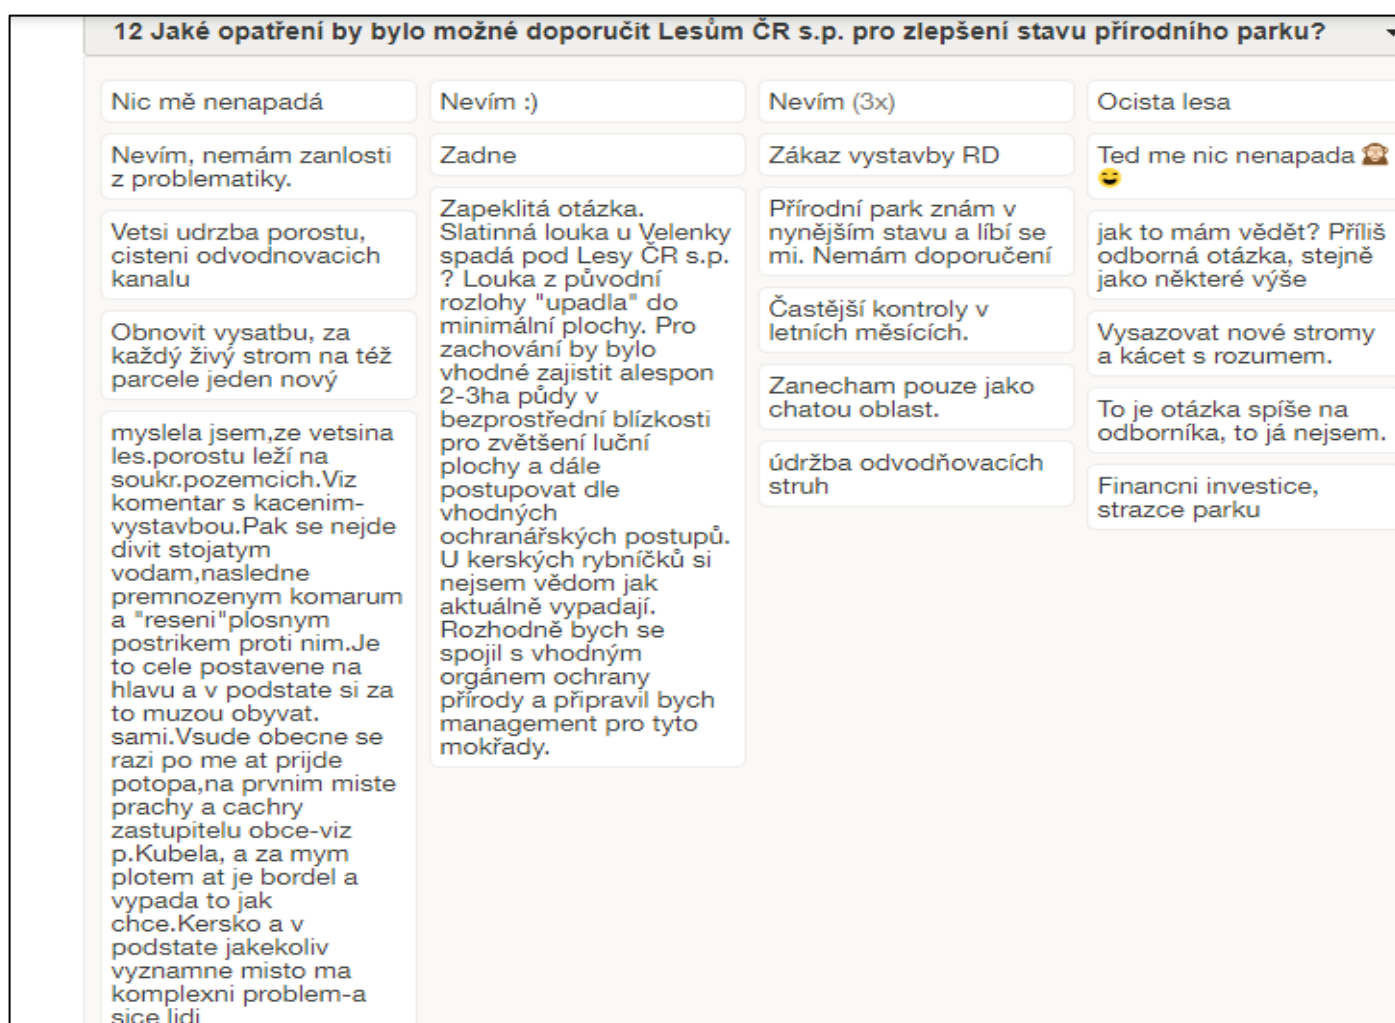 12 Jaké opatření by bylo možné doporučit Lesům ČR s.p. pro zlepšení stavu přírodního parku?
Nic mě nenapadá
Nevím, nemám zanlosti
z problematiky.
Vetsi udrzba porostu,
cisteni odvodnovacich
kanalu
Obnovit vysatbu, za
každý živý strom na též
parcele jeden nový
myslela jsem,ze vetsina
les.porostu leží na
soukr.pozemcich.Viz
komentar s kacenim-
vystavbou.Pak se nejde
divit stojatym
vodam,nasledne
premnozenym komarum
a "reseni"plosnym
postrikem proti nim.Je
to cele postavene na
hlavu a v podstate si za
to muzou obyvat.
sami.Vsude obecne se
razi po me at prijde
potopa,na prvnim miste
prachy a cachry
zastupitelu obce-viz
p.Kubela, a za mym
plotem at je bordel a
vypada to jak
chce.Kersko a v
podstate jakekoliv
vyznamne misto ma
komplexni problem-a
sice lidi
Nevím :)
Zadne
Zapeklitá otázka.
Slatinná louka u Velenky
spadá pod Lesy ČR s.p.
? Louka z původní
rozlohy "upadla" do
minimální plochy. Pro
zachování by bylo
vhodné zajistit alespon
2-3ha půdy v
bezprostřední blízkosti
pro zvětšení luční
plochy a dále
postupovat dle
vhodných
ochranářských postupů.
U kerských rybníčků si
nejsem vědom jak
aktuálně vypadají.
Rozhodně bych se
spojil s vhodným
orgánem ochrany
přírody a připravil bych
management pro tyto
mokřady.
Nevím (3x)
Zákaz vystavby RD
Přírodní park znám v
nynějším stavu a líbí se
mi. Nemám doporučení
Častější kontroly v
letních měsících.
Zanecham pouze jako
chatou oblast.
údržba odvodňovacích
struh
Ocista lesa
Ted me nic nenapada 🙈
😄
jak to mám vědět? Příliš
odborná otázka, stejně
jako některé výše
Vysazovat nové stromy
a kácet s rozumem.
To je otázka spíše na
odborníka, to já nejsem.
Financni investice,
strazce parku